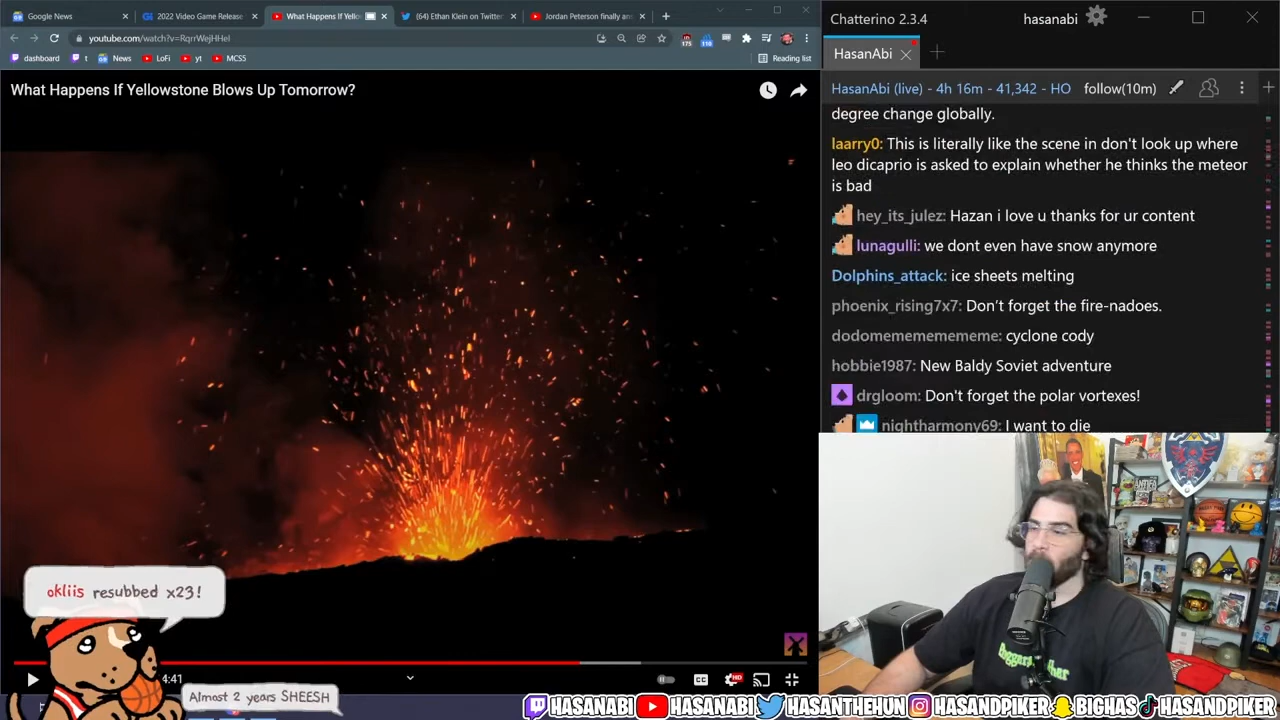 Google News
2022 Video Game Release
What Happens If Yello
(64) Ethan Klein on Twitter
Jordan Peterson finally an
youtube.com/watch?v=RqrrWejHHeI
175
118
dashboard
t
News
LoFi
yt
MCSS
Reading list
What Happens If Yellowstone Blows Up Tomorrow?
okliis resubbed x23!
4:41
CC
HD
Almost 2 years SHEESH
Chatterino 2.3.4
hasanabi
HasanAbi
HasanAbi (live) - 4h 16m - 41,342 - HO
follow(10m)
degree change globally.
laarry0: This is literally like the scene in don't look up where
leo dicaprio is asked to explain whether he thinks the meteor
is bad
hey_its_julez: Hazan i love u thanks for ur content
lunagulli: we dont even have snow anymore
Dolphins_attack: ice sheets melting
phoenix_rising7x7: Don't forget the fire-nadoes.
dodomemememememe: cyclone cody
hobbie1987: New Baldy Soviet adventure
drgloom: Don't forget the polar vortexes!
nightharmony69: I want to die
HASANABI
HASANABI
HASANTHEHUN
HASANDPIKER
BIGHAS
HASANDPIKER